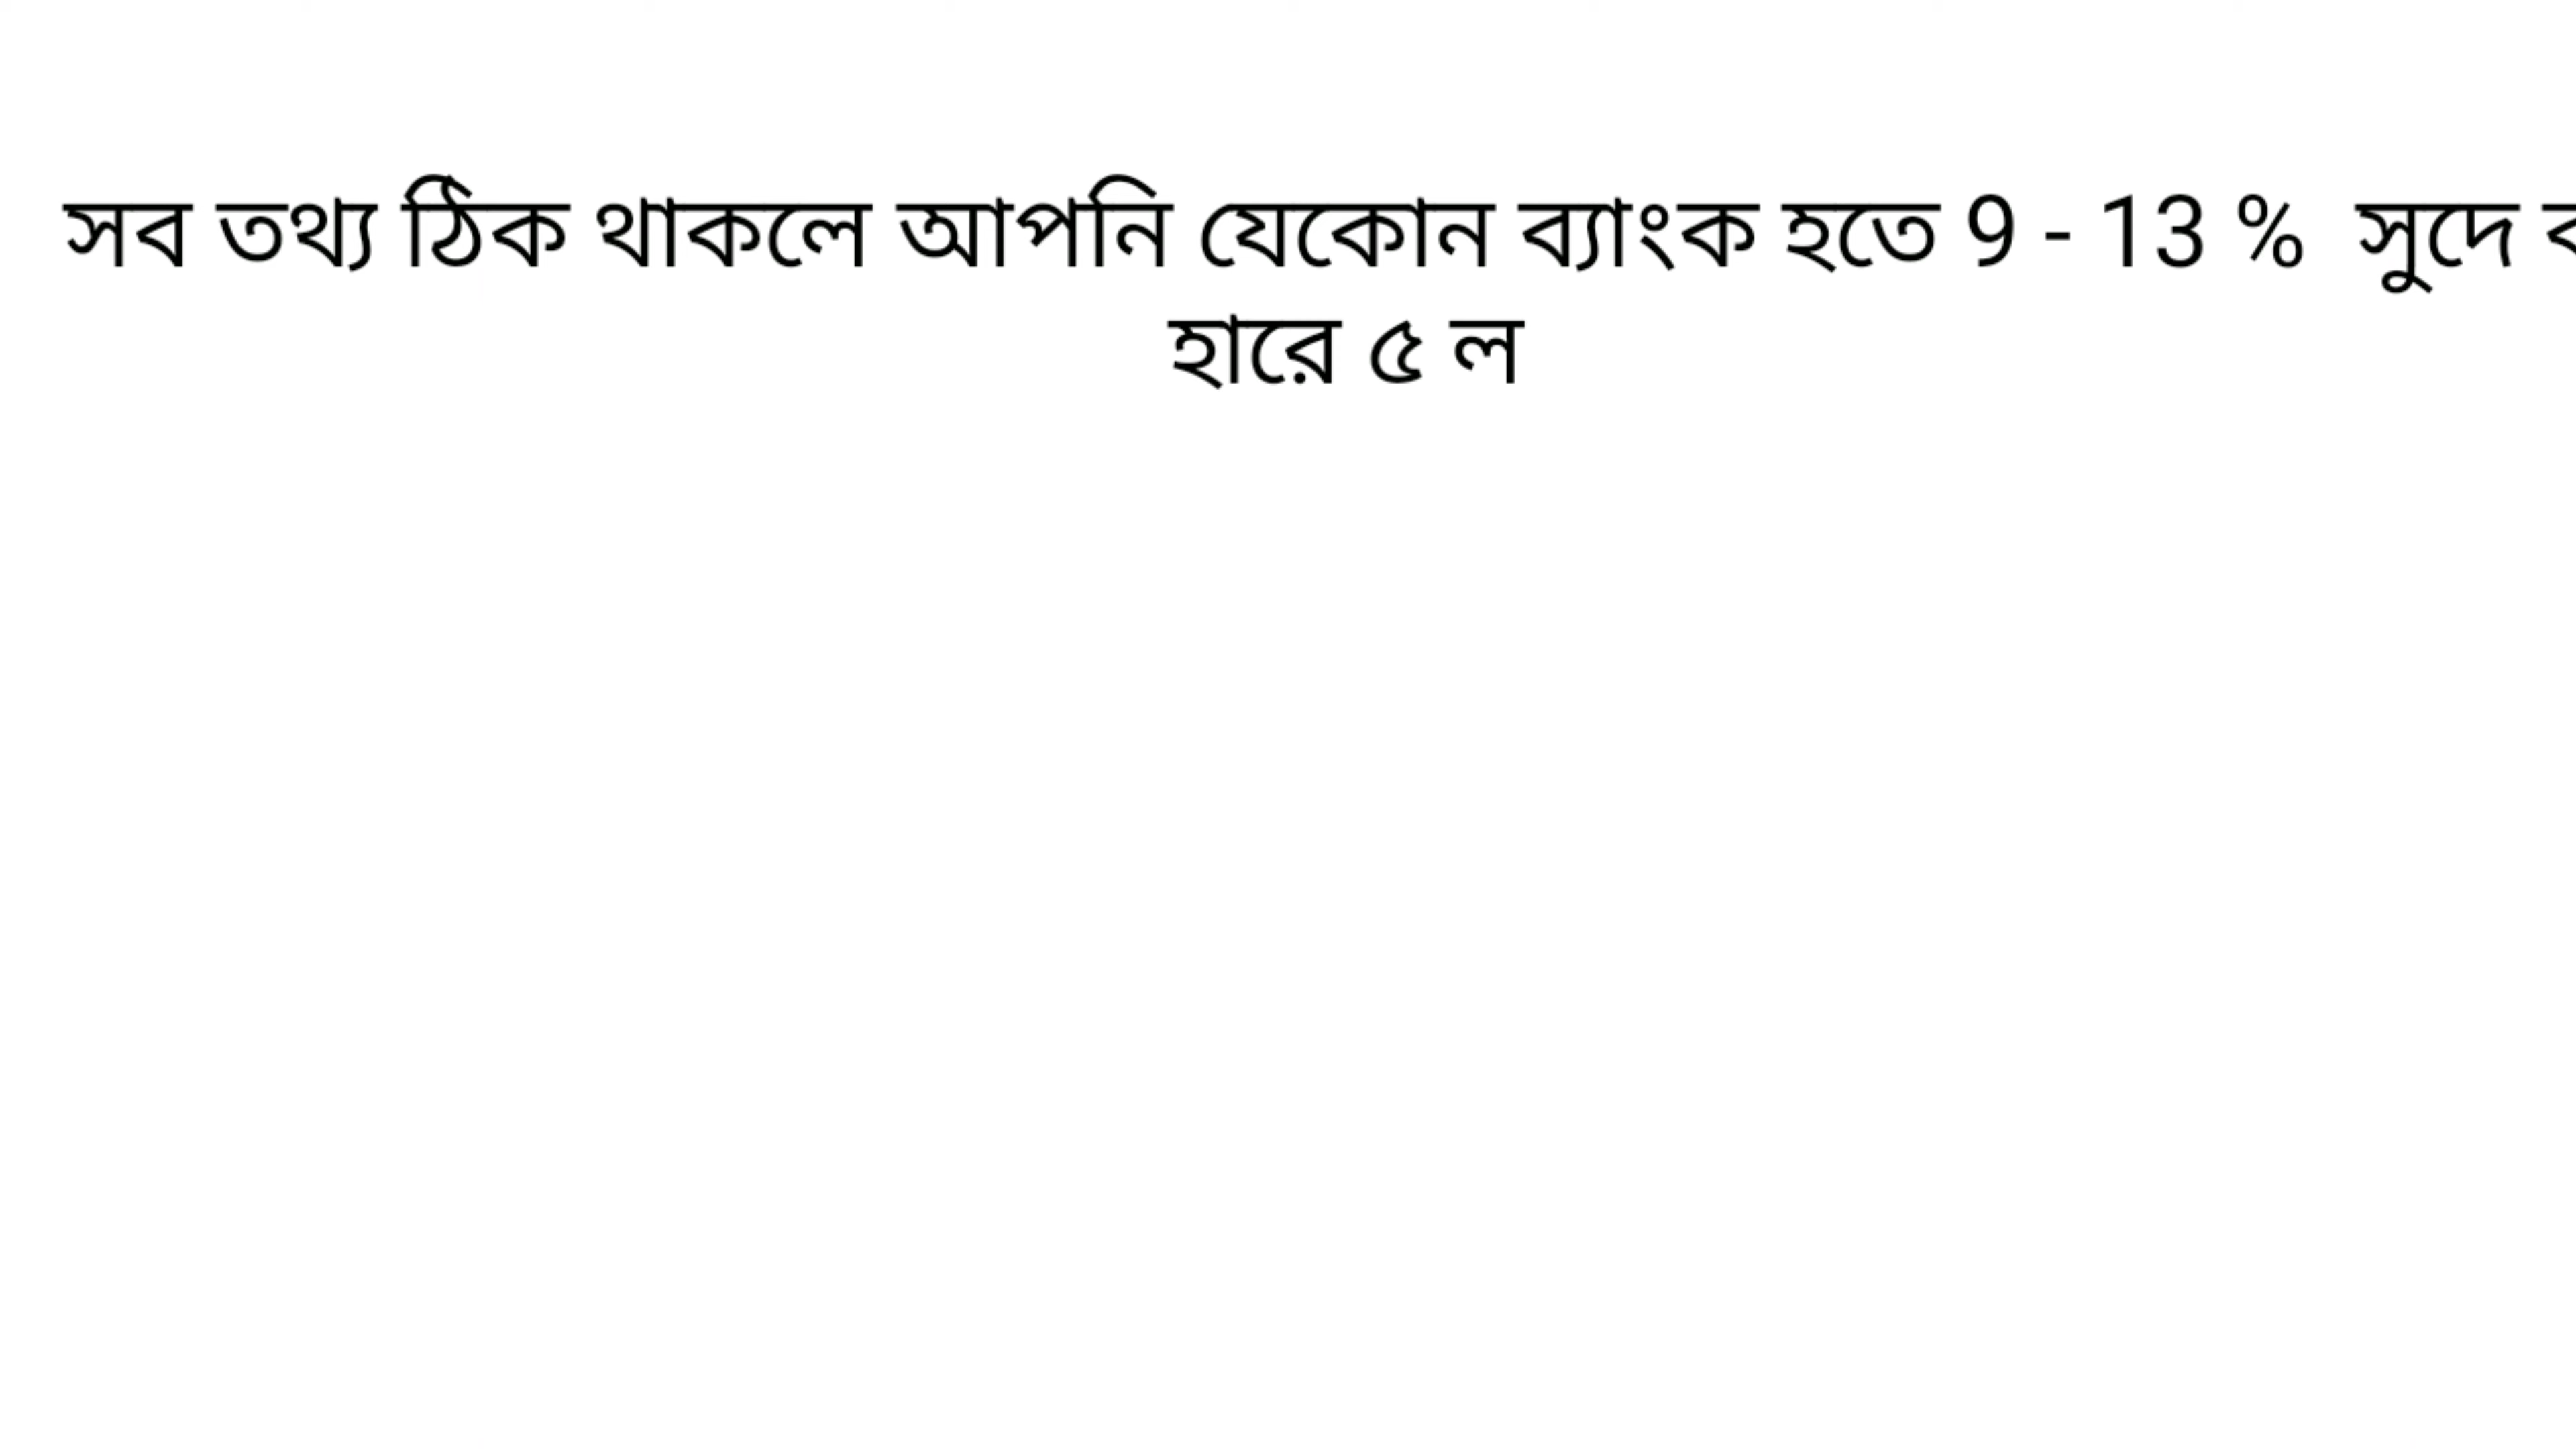 সব তথ্য ঠিক থাকলে আপনি যেকোন ব্যাংক হতে 9 - 13 % সুদে
হারে ৫ ল